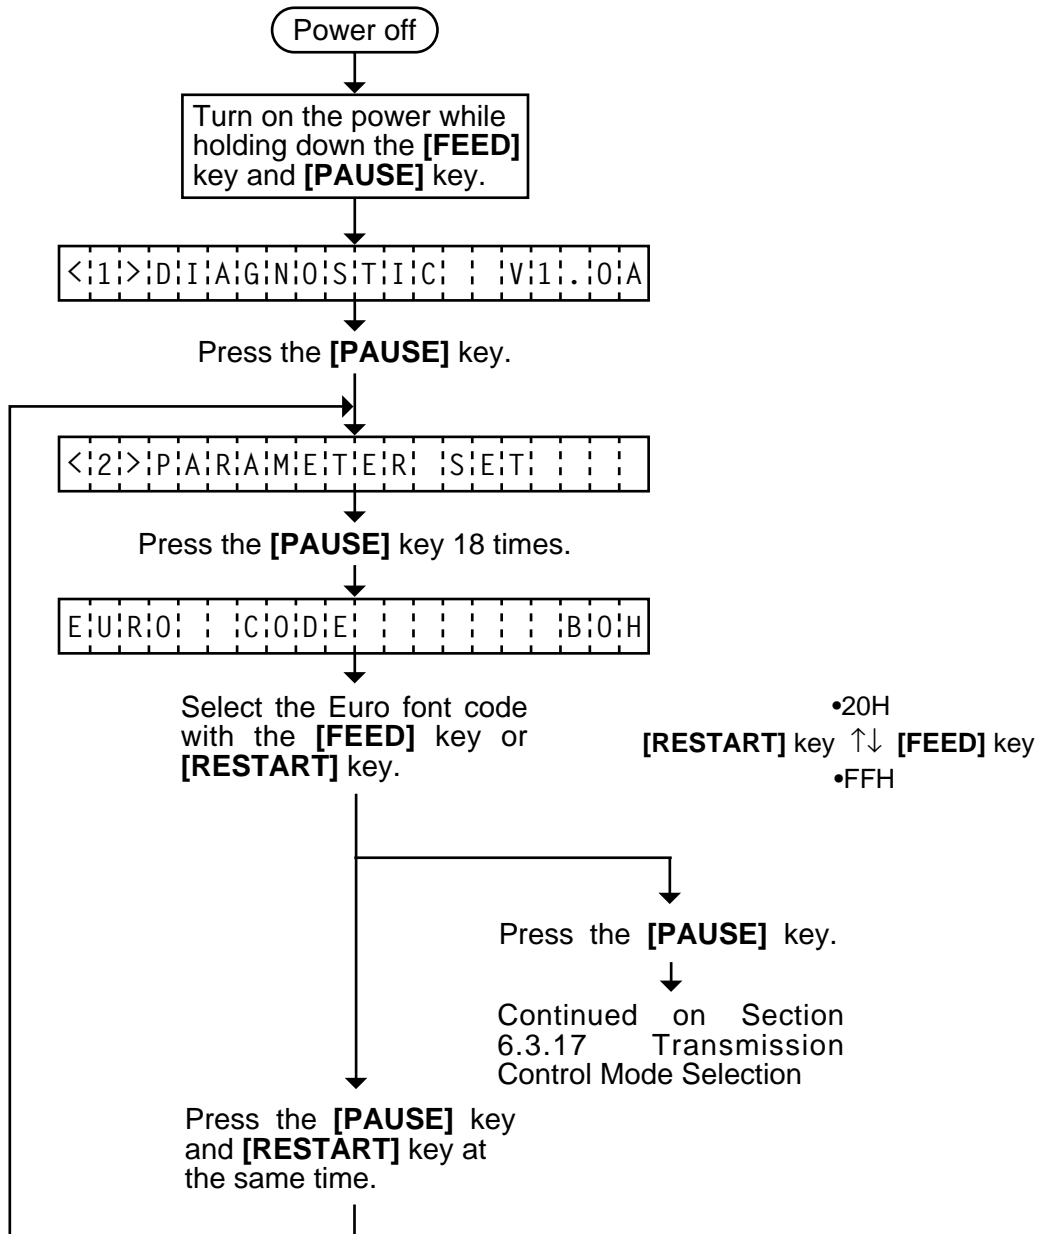 Power off
Turn on the power while
holding down the [FEED]
key and [PAUSE] key.
<1>DIAGNOSTIC  V1.0A
Press the [PAUSE] key.
<2>PARAMETER SET
Press the [PAUSE] key 18 times.
EURO  CODE       B0H
Select the Euro font code
with the [FEED] key or
[RESTART] key.
•20H
[RESTART] key ↑↓ [FEED] key
•FFH
Press the [PAUSE] key.
Continued on Section
6.3.17 Transmission
Control Mode Selection
Press the [PAUSE] key
and [RESTART] key at
the same time.